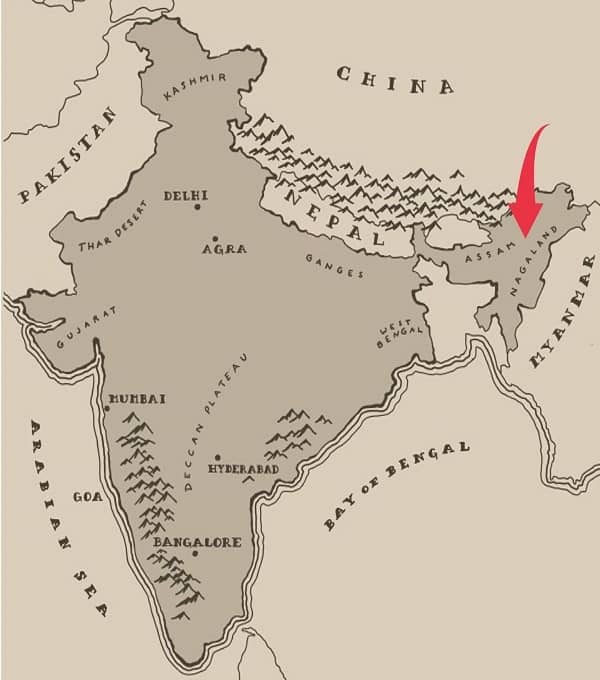 KASHMIR
CHINA
PAKISTAN
DELHI
NEPAL
THAR DESERT
AGRA
GANGES
ASSAM
NAGALAND
MYANMAR
GUJARAT
WEST
BENGAL
MUMBAI
DECCAN PLATEAU
HYDERABAD
GOA
BAY OF BENGAL
ARABIAN SEA
BANGALORE